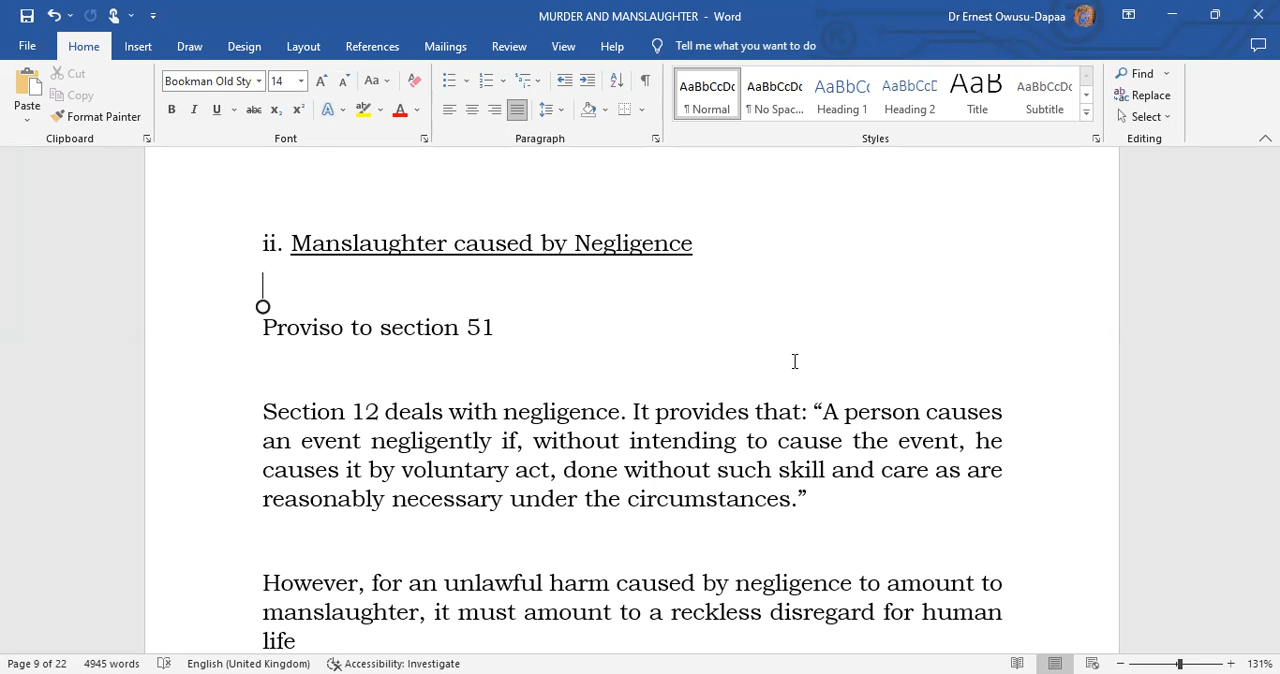 MURDER AND MANSLAUGHTER - Word
Dr Ernest Owusu-Dapaa
File Home Insert Draw Design Layout References Mailings Review View Help Tell me what you want to do
Paste
Cut
Copy
Format Painter
Clipboard
Bookman Old Sty 14
Font
Paragraph
AaBbCcDc AaBbCcDc AaBbC AaBbCcD AaB AaBbCcDc
¶ Normal ¶ No Spac... Heading 1 Heading 2 Title Subtitle
Styles
Find
Replace
Select
Editing
ii. Manslaughter caused by Negligence
Proviso to section 51
Section 12 deals with negligence. It provides that: “A person causes
an event negligently if, without intending to cause the event, he
causes it by voluntary act, done without such skill and care as are
reasonably necessary under the circumstances.”
However, for an unlawful harm caused by negligence to amount to
manslaughter, it must amount to a reckless disregard for human
life
Page 9 of 22 4945 words English (United Kingdom) Accessibility: Investigate 131%